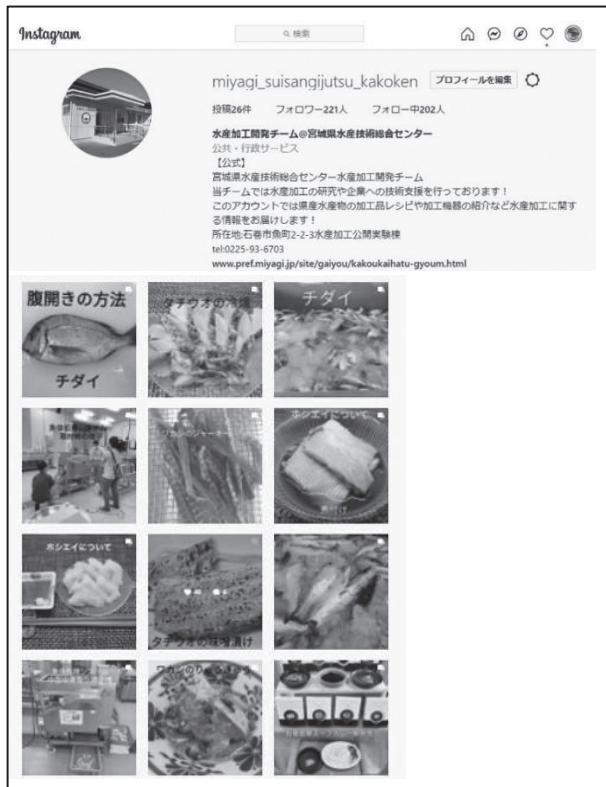 Instagram
検索
miyagi_suisangijutsu_kakoken プロフィールを編集
投稿26件 フォロワー221人 フォロー中202人
水産加工開発チーム@宮城県水産技術総合センター
公共・行政サービス
【公式】
宮城県水産技術総合センター水産加工開発チーム
当チームでは水産加工の研究や企業への技術支援を行っております！
このアカウントでは県産水産物の加工品レシピや加工機器の紹介など水産加工に関す
る情報をお届けします！
所在地:石巻市魚町2-2-3水産加工公開実験棟
tel:0225-93-6703
www.pref.miyagi.jp/site/gaiyou/kakoukaihatu-gyoum.html
腹開きの方法
チダイ
タチウオの冷燻
チダイ
ホシエイについて
煮付け
ホシエイについて
タチウオの味噌漬け